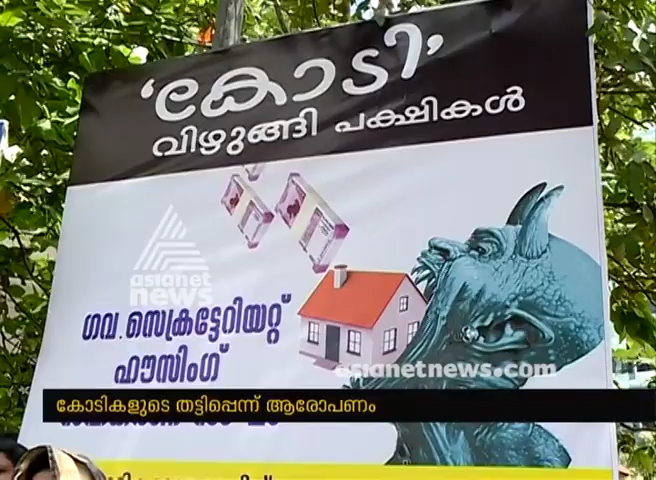 'കോടി'
വിഴുങ്ങി പക്ഷികൾ
asianet
news
ഗവ.സെക്രട്ടേറിയറ്റ്
ഹൗസിംഗ്
asianetnews.com
കോടികളുടെ തട്ടിപ്പെന്ന് ആരോപണം